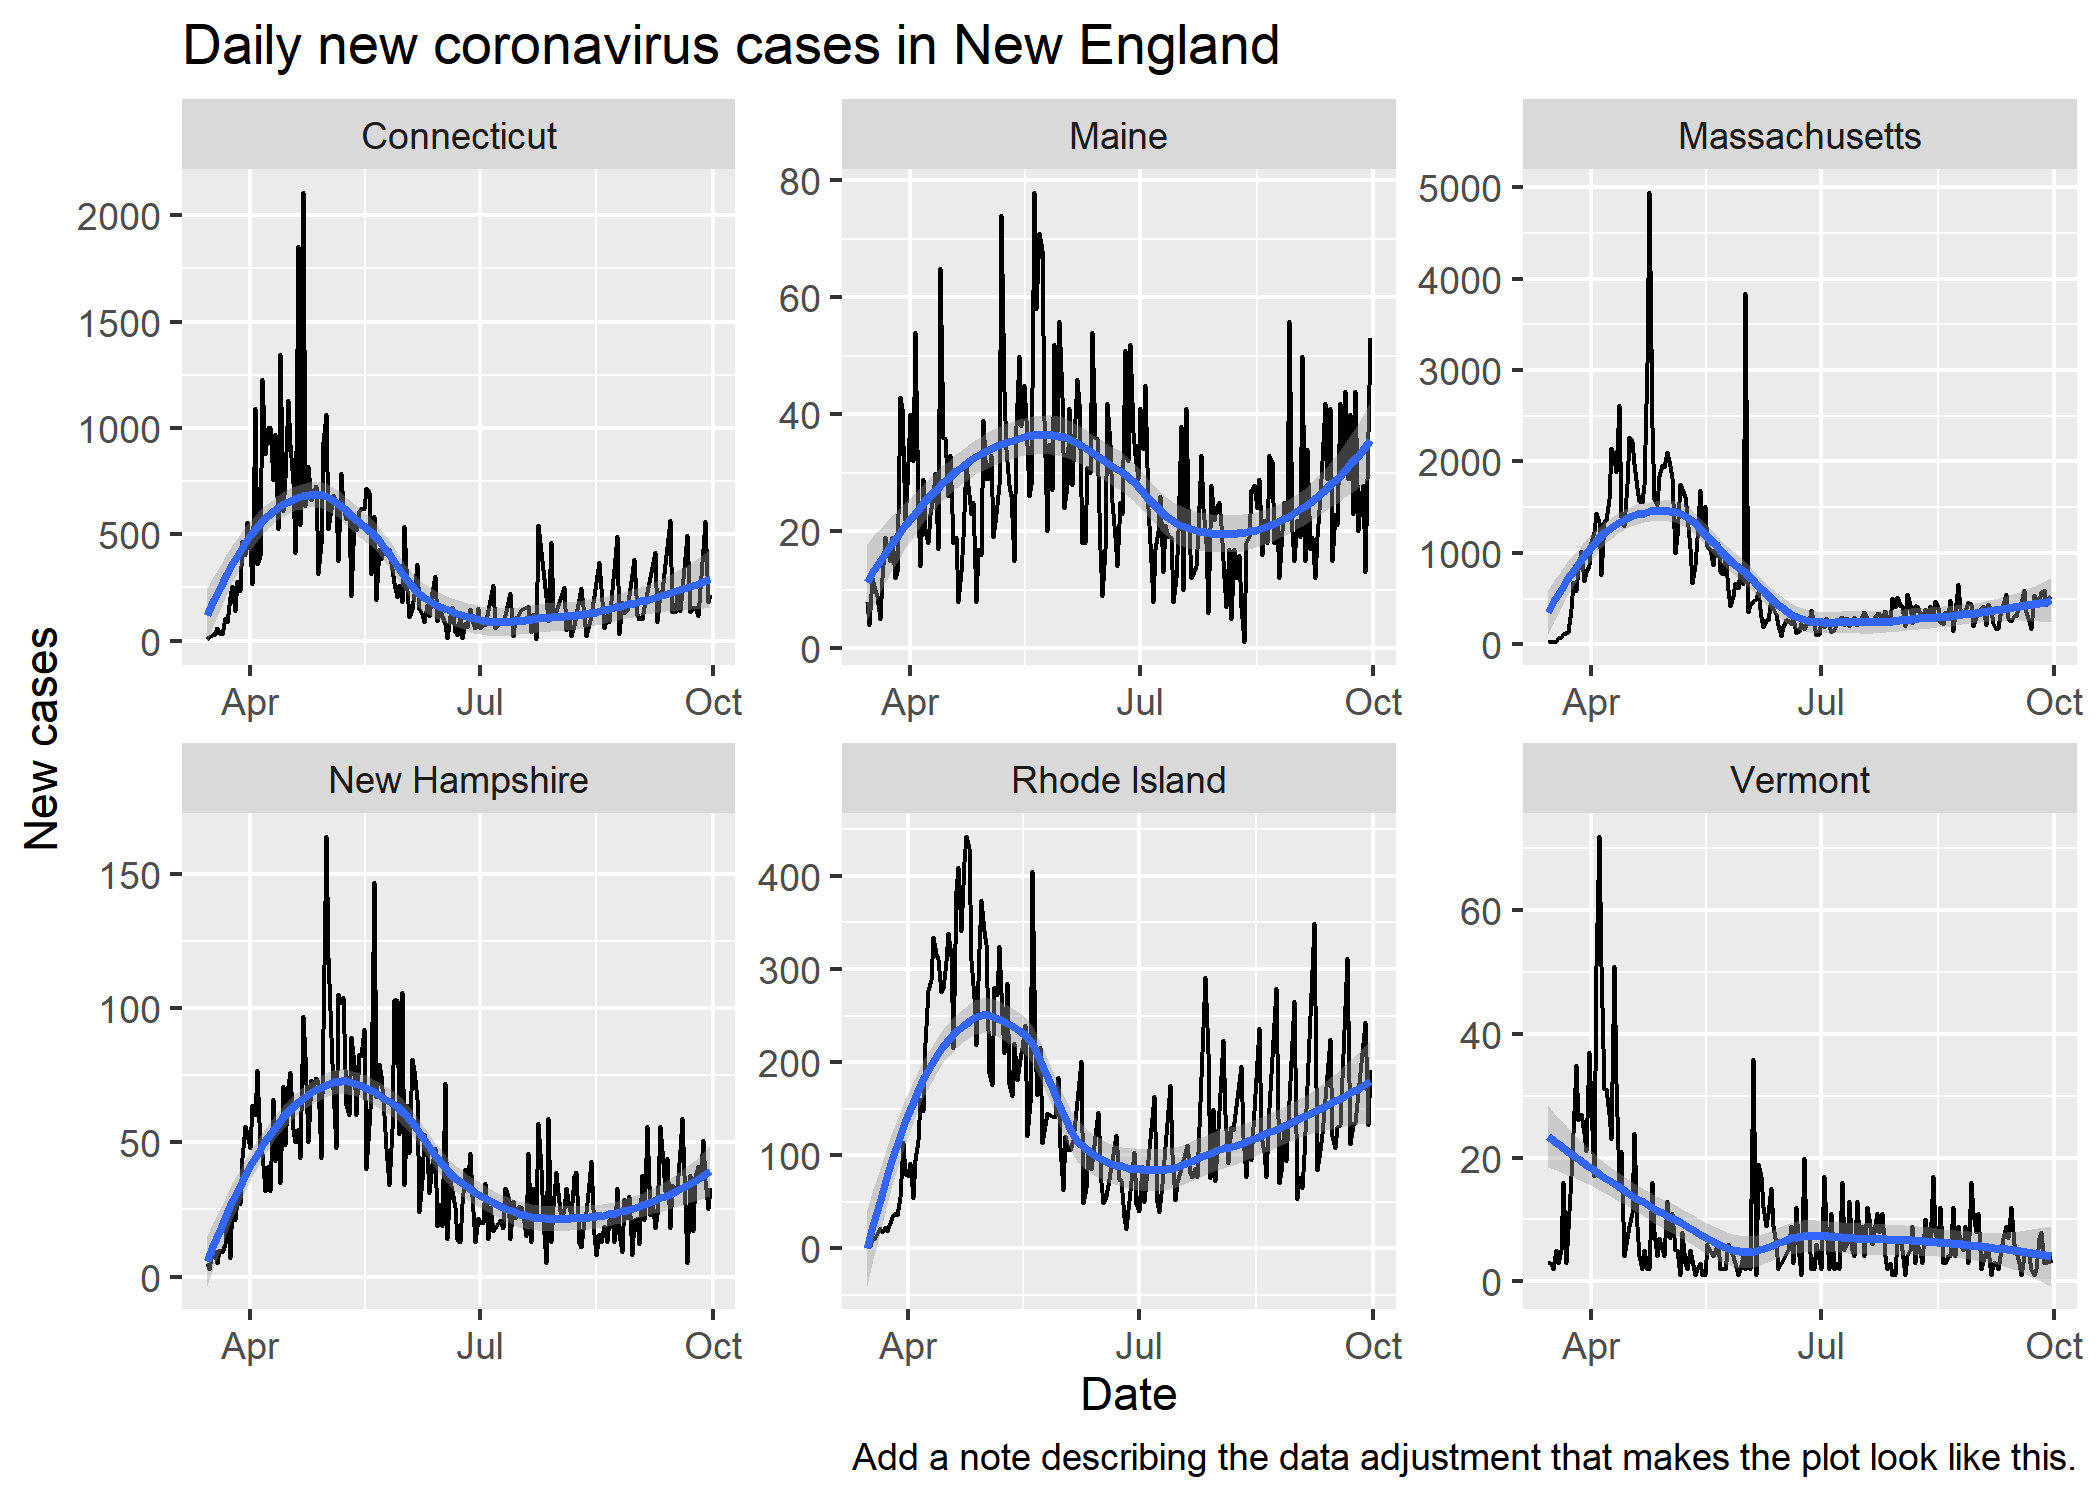 Daily new coronavirus cases in New England
Connecticut
Maine
Massachusetts
2000
1500
1000
500
0
80
60
40
20
0
5000
4000
3000
2000
1000
0
Apr Jul Oct
Apr Jul Oct
Apr Jul Oct
New cases
New Hampshire
Rhode Island
Vermont
150
100
50
0
400
300
200
100
0
60
40
20
0
Apr Jul Oct
Apr Jul Oct
Apr Jul Oct
Date
Add a note describing the data adjustment that makes the plot look like this.